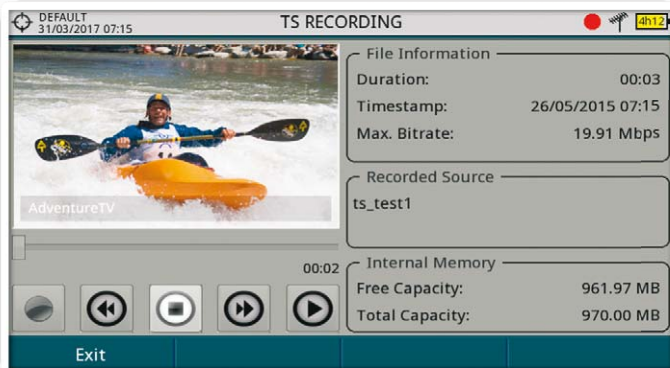 DEFAULT
31/03/2017 07:15
TS RECORDING
4h12
AdventureTV
00:02
Exit
File Information
Duration: 00:03
Timestamp: 26/05/2015 07:15
Max. Bitrate: 19.91 Mbps
Recorded Source
ts_test1
Internal Memory
Free Capacity: 961.97 MB
Total Capacity: 970.00 MB